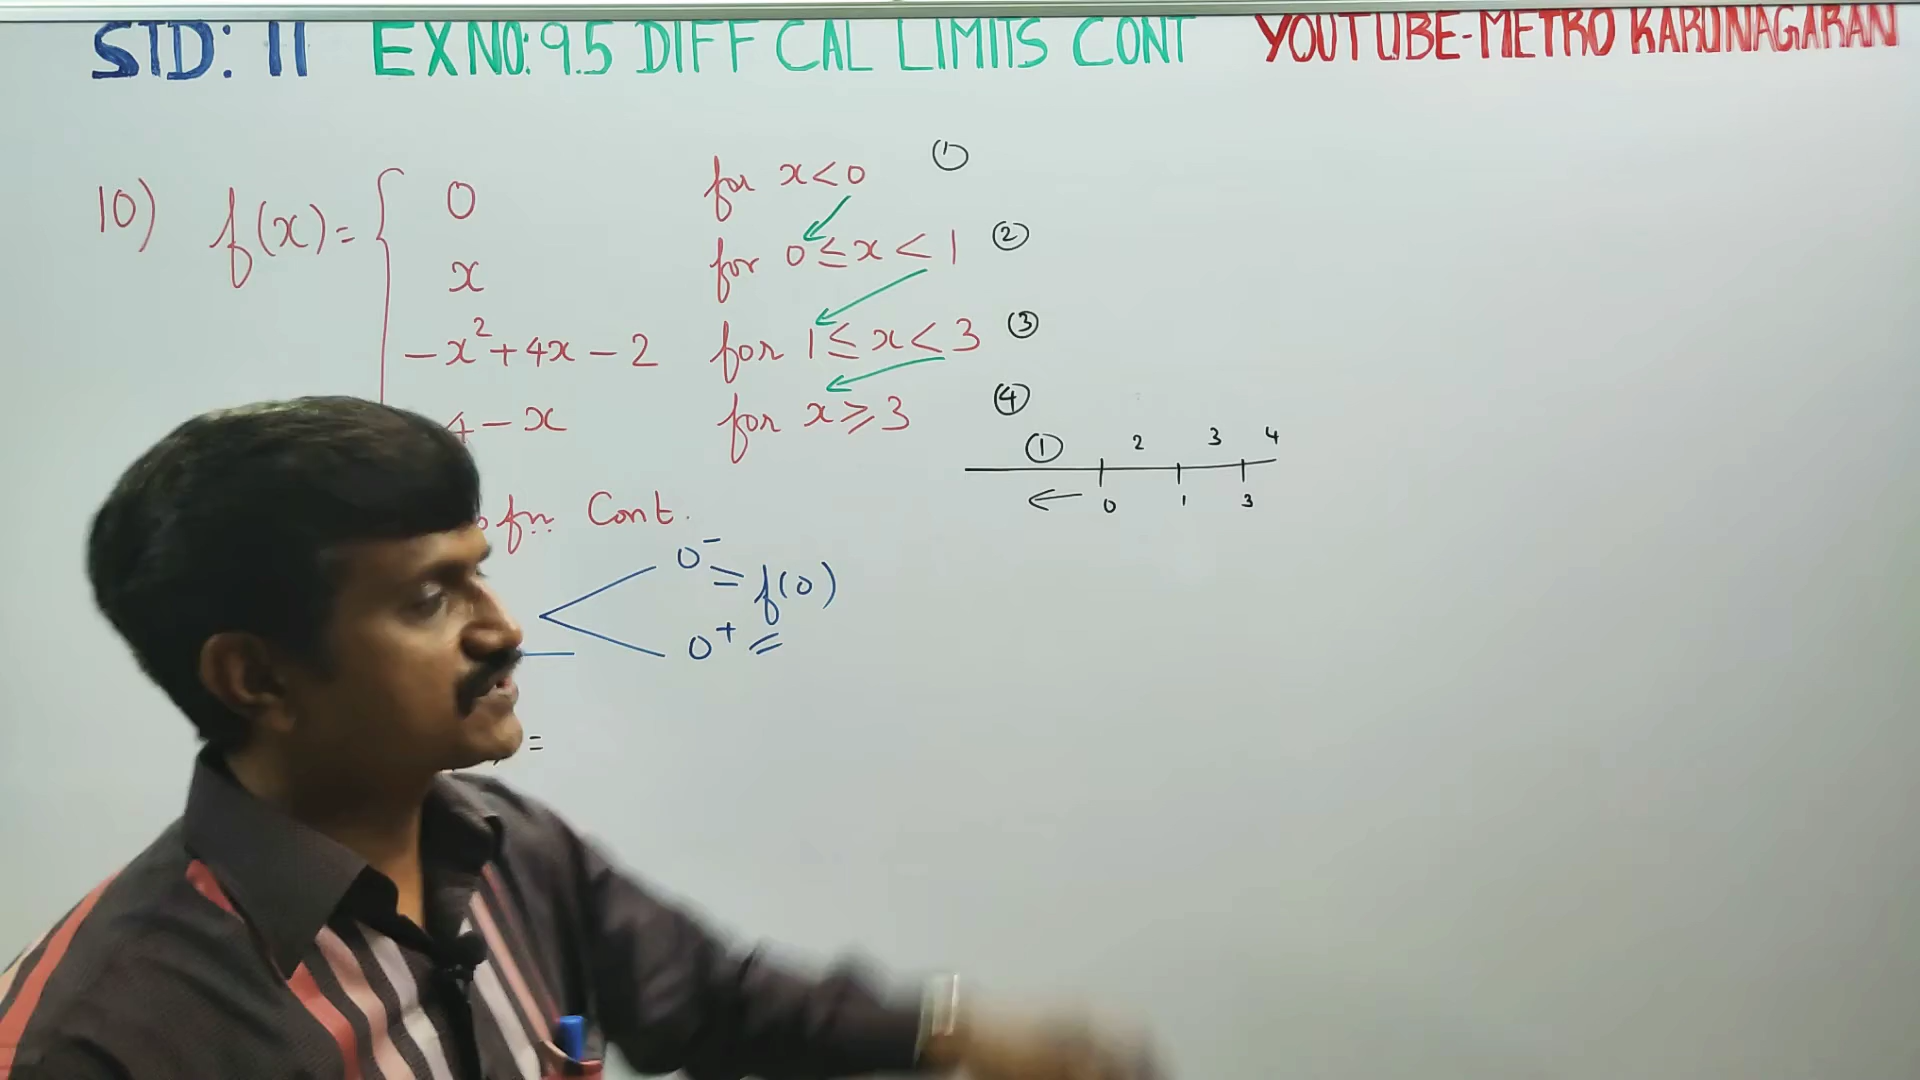 STD: 11 EX NO: 9.5 DIFF CAL LIMITS CONT YOUTUBE-METRO KARUNAGARAN
10) f(x) = { 0 for x < 0 ①
x for 0 ≤ x < 1 ②
-x² + 4x - 2 for 1 ≤ x < 3 ③
4 - x for x ≥ 3 ④
① 2 3 4
0 1 3
fn Cont.
0⁻ = f(0)
0⁺ =
=